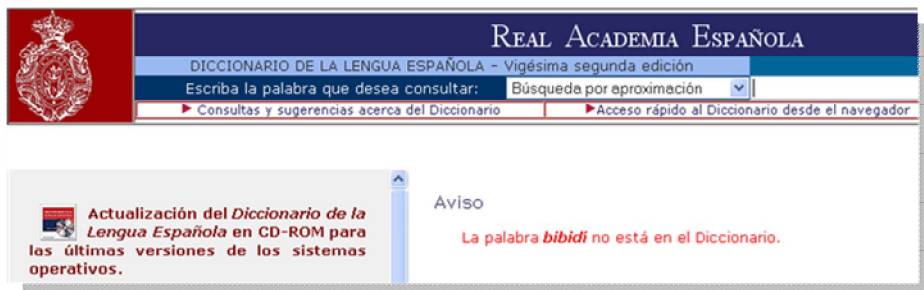 REAL ACADEMIA ESPAÑOLA
DICCIONARIO DE LA LENGUA ESPAÑOLA - Vigésima segunda edición
Escriba la palabra que desea consultar: Búsqueda por aproximación
Consultas y sugerencias acerca del Diccionario Acceso rápido al Diccionario desde el navegador
Actualización del Diccionario de la
Lengua Española en CD-ROM para
las últimas versiones de los sistemas
operativos.
Aviso
La palabra bibidí no está en el Diccionario.